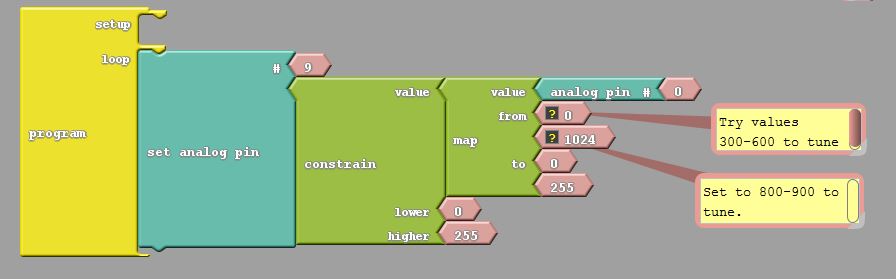 setup
loop
program
set analog pin
# 9
constrain
value
map
value
analog pin # 0
from
? 0
? 1024
to
0
255
lower 0
higher 255
Try values
300-600 to tune
Set to 800-900 to
tune.